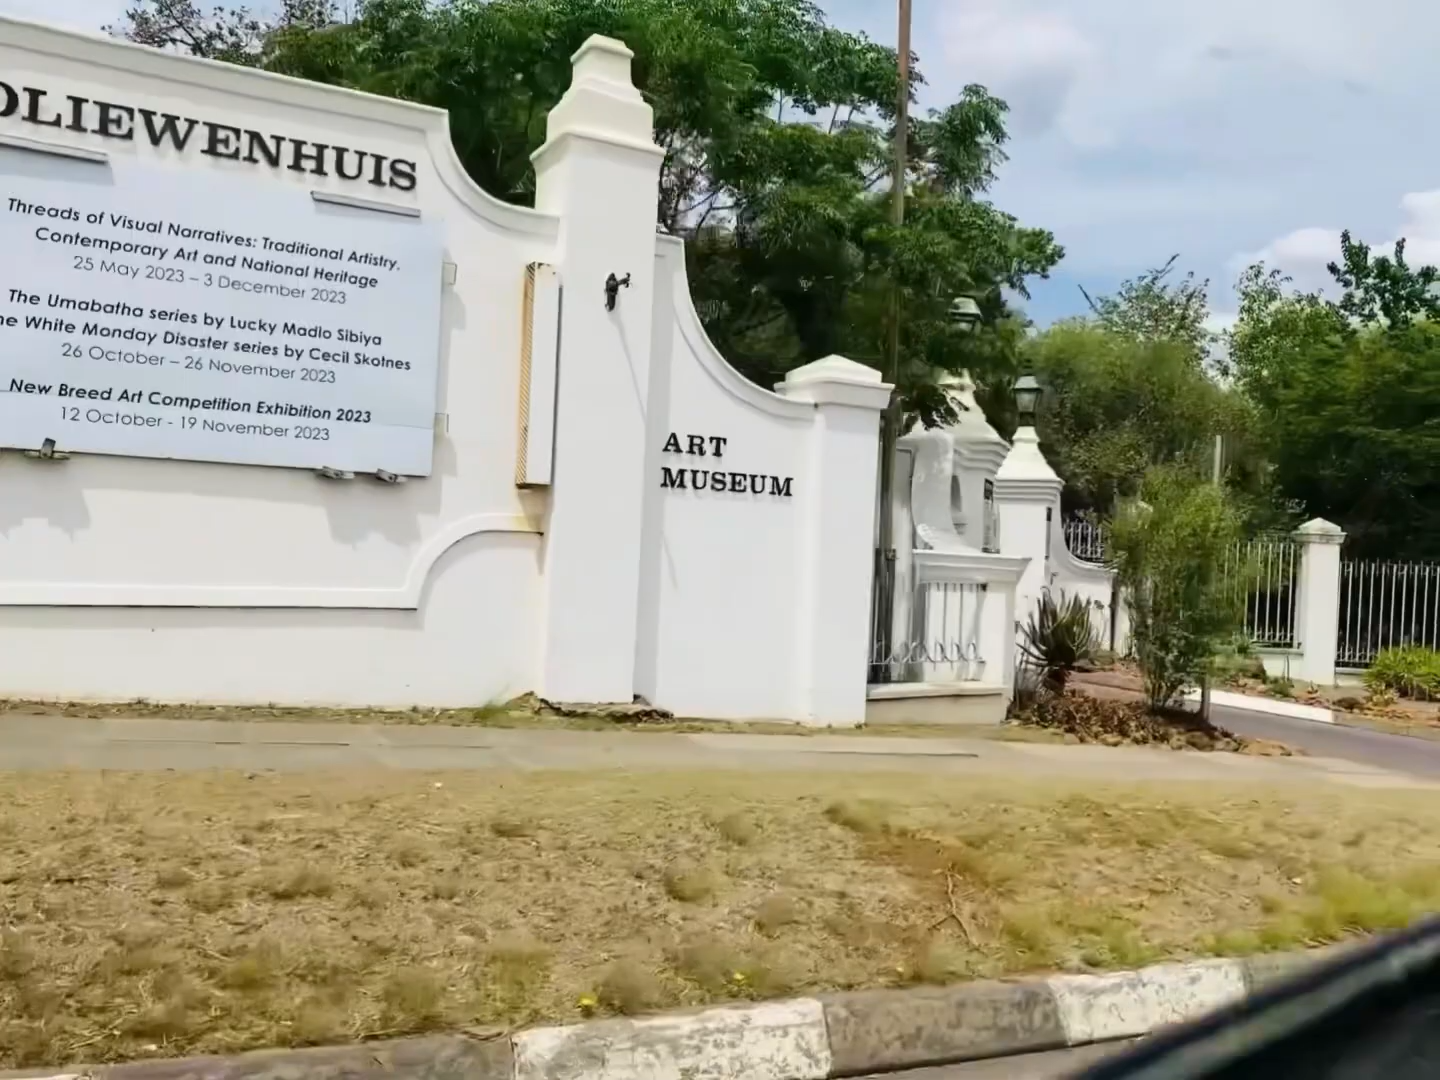 OLIEWENHUIS
Threads of Visual Narratives: Traditional Artistry,
Contemporary Art and National Heritage
25 May 2023 – 3 December 2023
The Umabatha series by Lucky Madlo Sibiya
he White Monday Disaster series by Cecil Skotnes
26 October – 26 November 2023
New Breed Art Competition Exhibition 2023
12 October - 19 November 2023
ART
MUSEUM